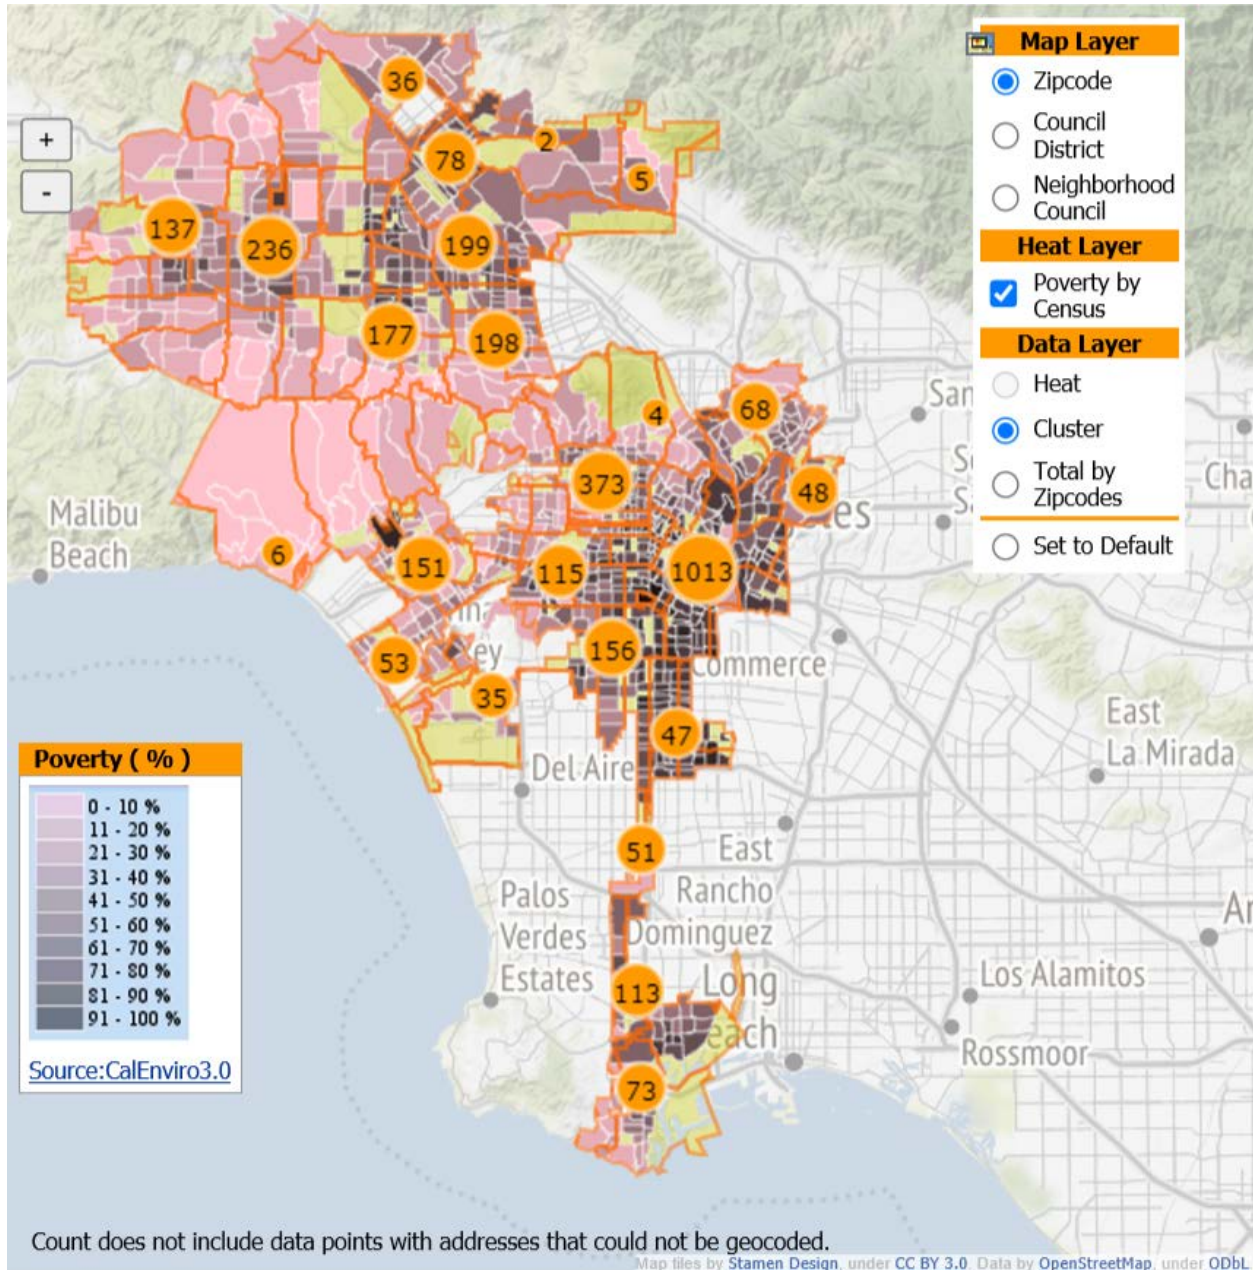 Map Layer
Zipcode
Council
District
Neighborhood
Council
Heat Layer
Poverty by
Census
Data Layer
Heat
Cluster
Total by
Zipcodes
Set to Default
+
-
36
78
2
5
137
236
199
177
198
4
68
373
48
6
151
115
1013
53
156
35
47
51
113
73
Malibu
Beach
San
Cha
Commerce
East
La Mirada
Del Aire
East
Rancho
Dominguez
Palos
Verdes
Estates
Long
each
Los Alamitos
Rossmoor
Poverty ( % )
0 - 10 %
11 - 20 %
21 - 30 %
31 - 40 %
41 - 50 %
51 - 60 %
61 - 70 %
71 - 80 %
81 - 90 %
91 - 100 %
Source:CalEnviro3.0
Count does not include data points with addresses that could not be geocoded.
Map tiles by Stamen Design, under CC BY 3.0. Data by OpenStreetMap, under ODbL